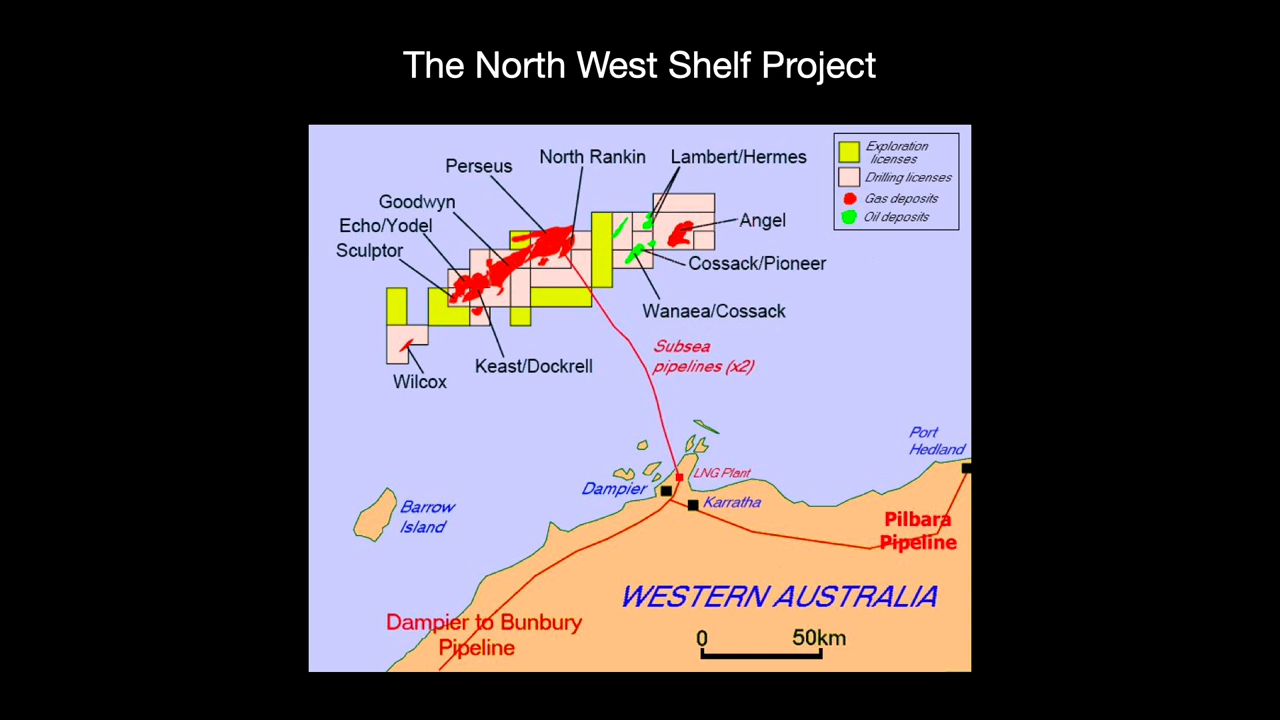 The North West Shelf Project
Exploration
licenses
Drilling licenses
Gas deposits
Oil deposits
North Rankin
Lambert/Hermes
Perseus
Goodwyn
Echo/Yodel
Sculptor
Angel
Cossack/Pioneer
Wanaea/Cossack
Keast/Dockrell
Wilcox
Subsea
pipelines (x2)
Port
Hedland
LNG Plant
Dampier
Karratha
Barrow
Island
Pilbara
Pipeline
WESTERN AUSTRALIA
Dampier to Bunbury
Pipeline
0 50km